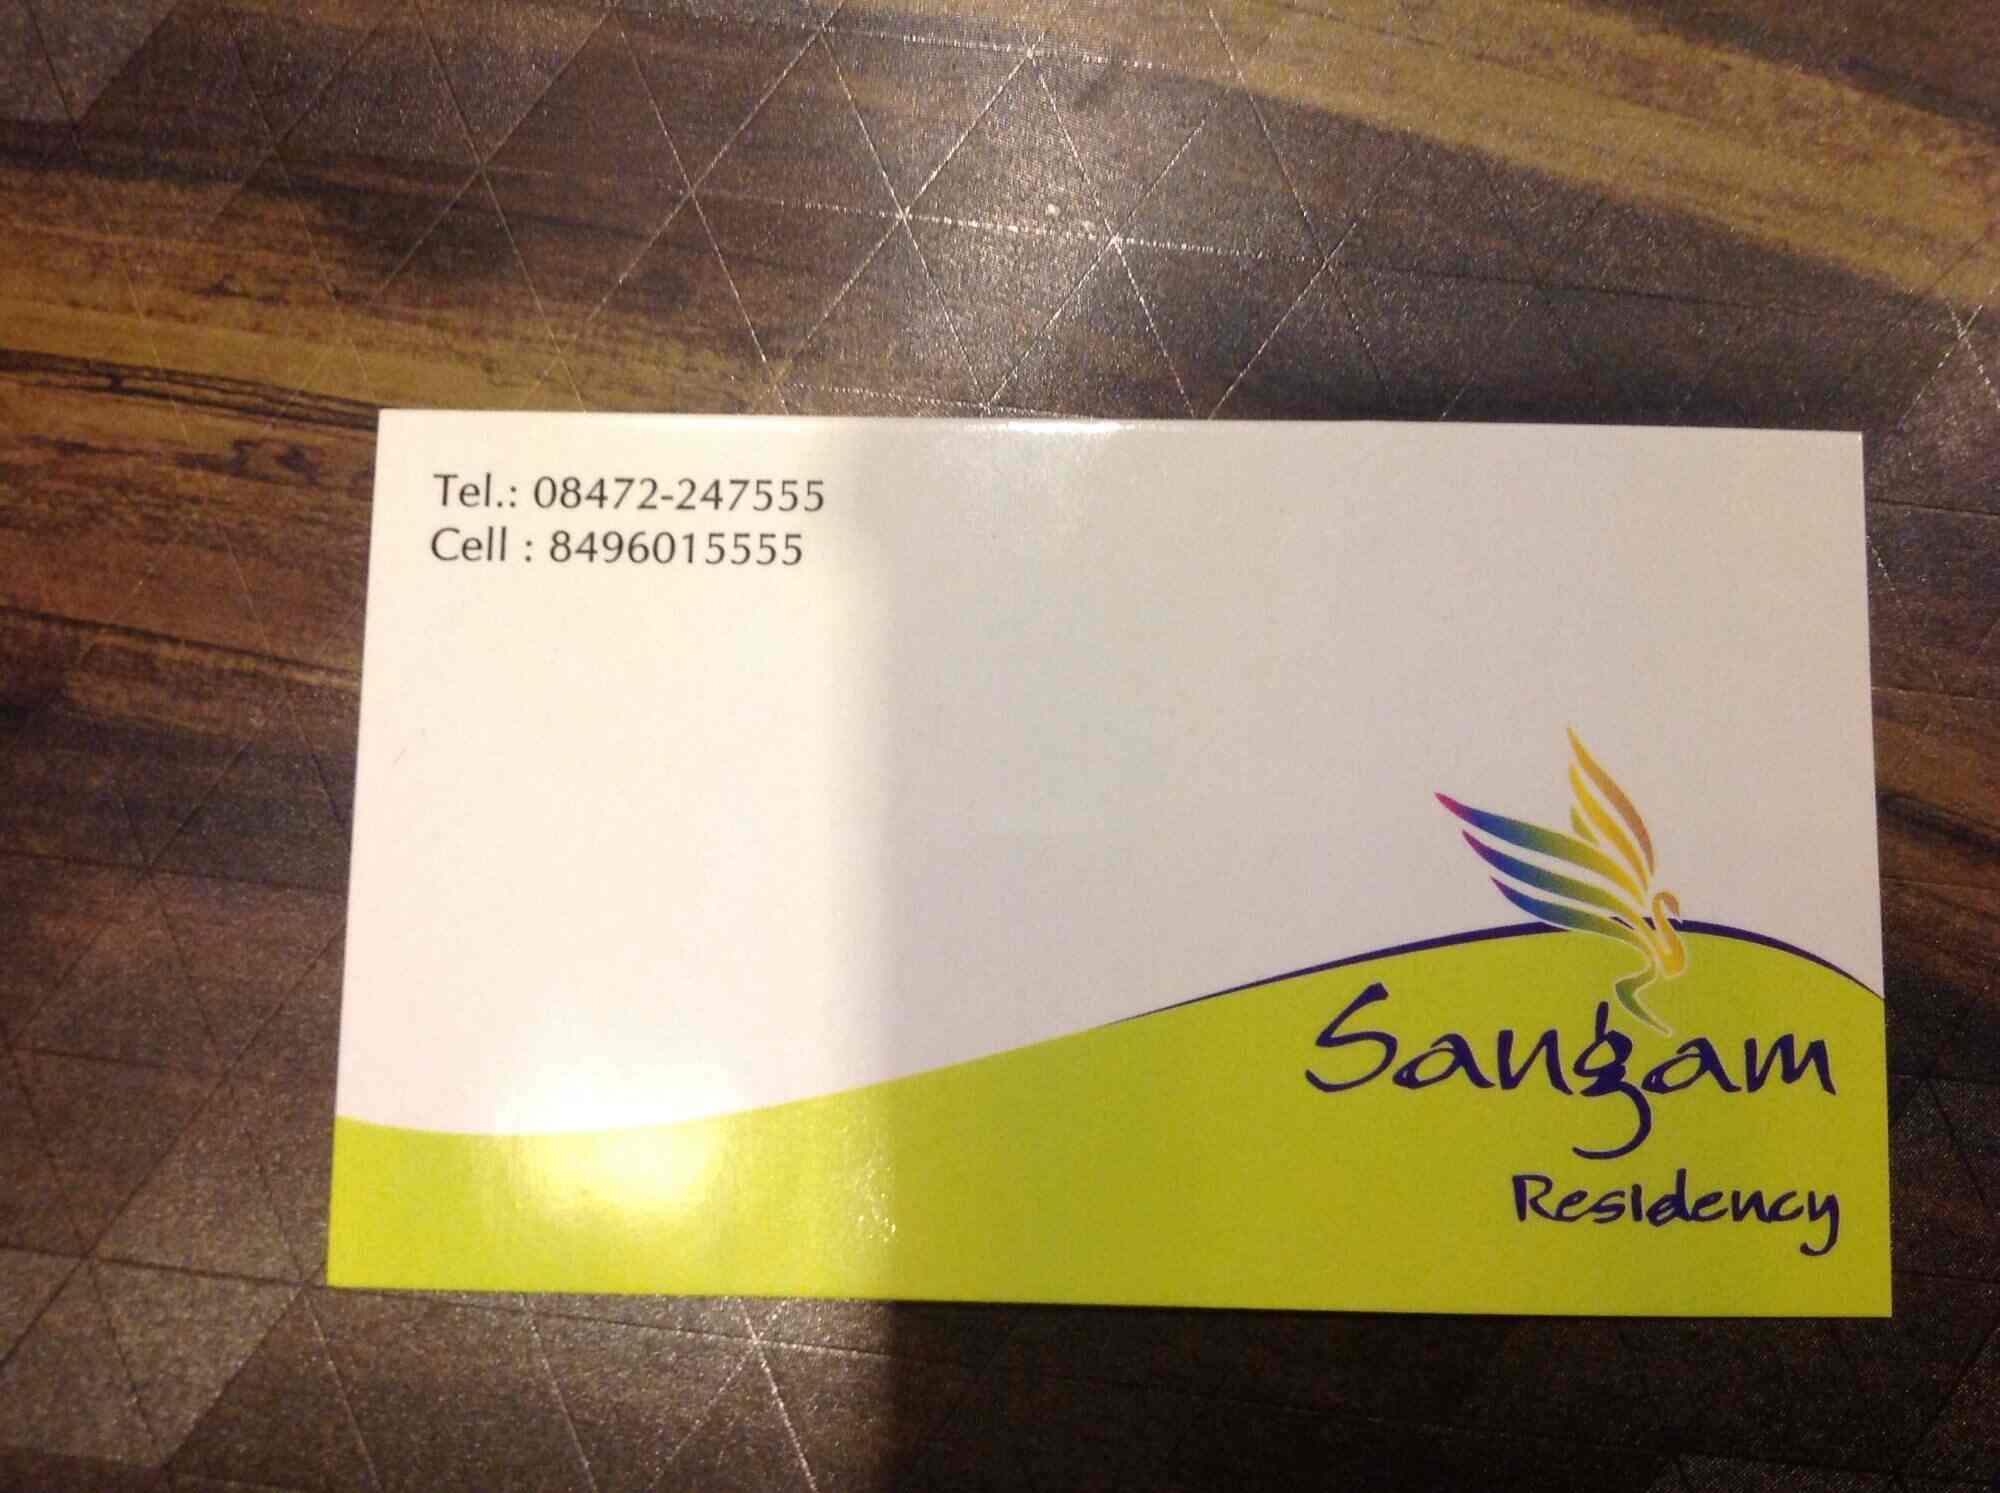 Tel.: 08472-247555
Cell : 8496015555
Sangam
Residency